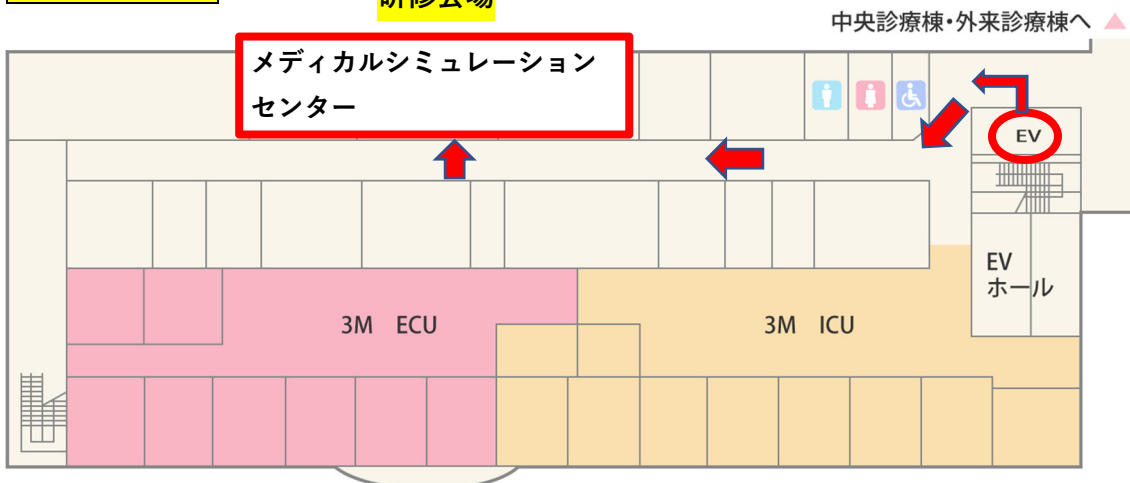 研修会場
中央診療棟・外来診療棟へ ▲
メディカルシミュレーション
センター
EV
EV
ホール
3M ECU
3M ICU